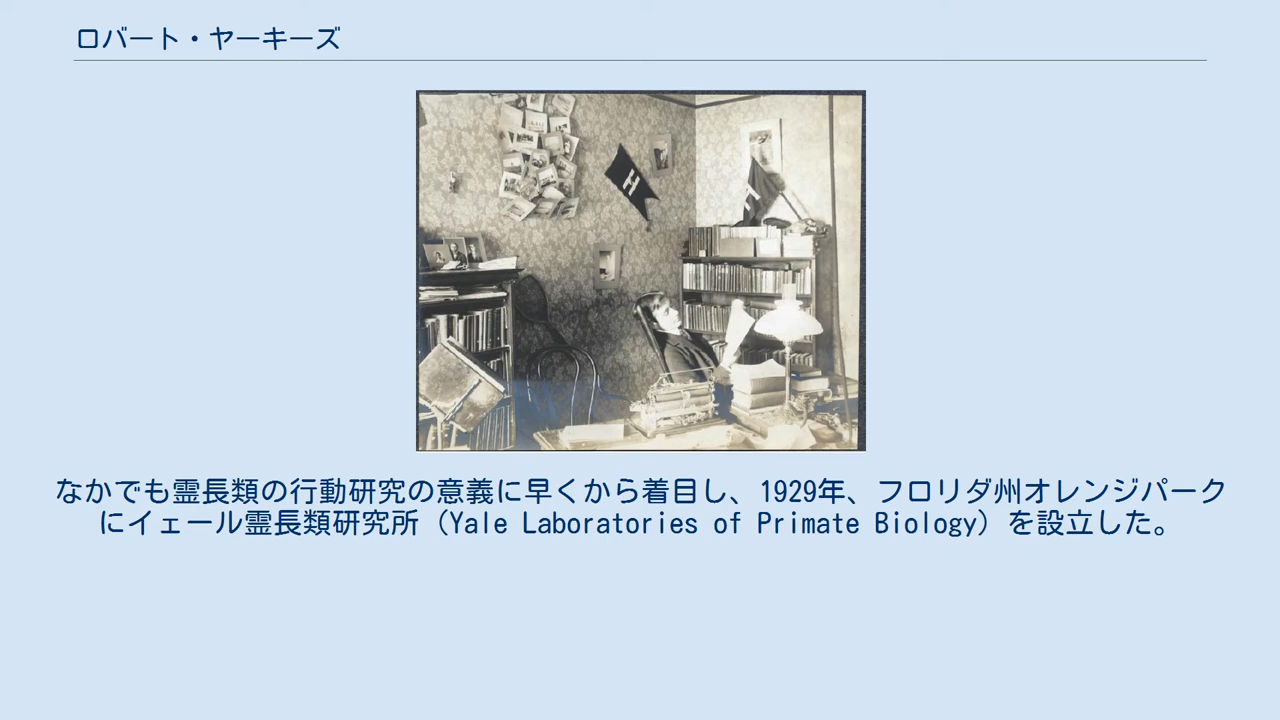 ロバート・ヤーキーズ
H
なかでも霊長類の行動研究の意義に早くから着目し、1929年、フロリダ州オレンジパーク
にイェール霊長類研究所（Yale Laboratories of Primate Biology）を設立した。